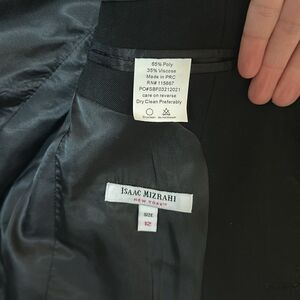 65% Poly
35% Viscose
Made in PRC
RN# 115667
PO#SBF03212021
care on reverse
Dry Clean Preferably
ISAAC MIZRAHI
NEW YORK
SIZE
12